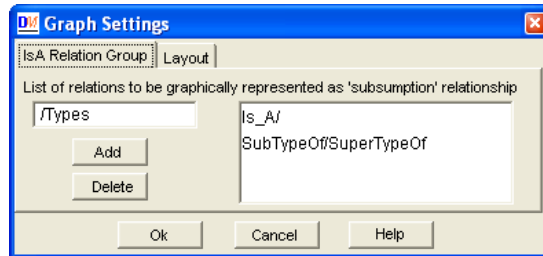 DW Graph Settings
IsA Relation Group Layout
List of relations to be graphically represented as 'subsumption' relationship
/Types
Is_A/
SubTypeOf/SuperTypeOf
Add
Delete
Ok Cancel Help